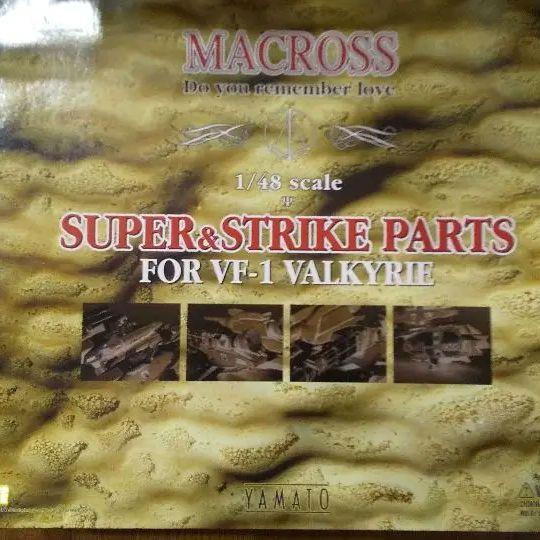 MACROSS
Do you remember love
1/48 scale
SUPER&STRIKE PARTS
FOR VF-1 VALKYRIE
YAMATO